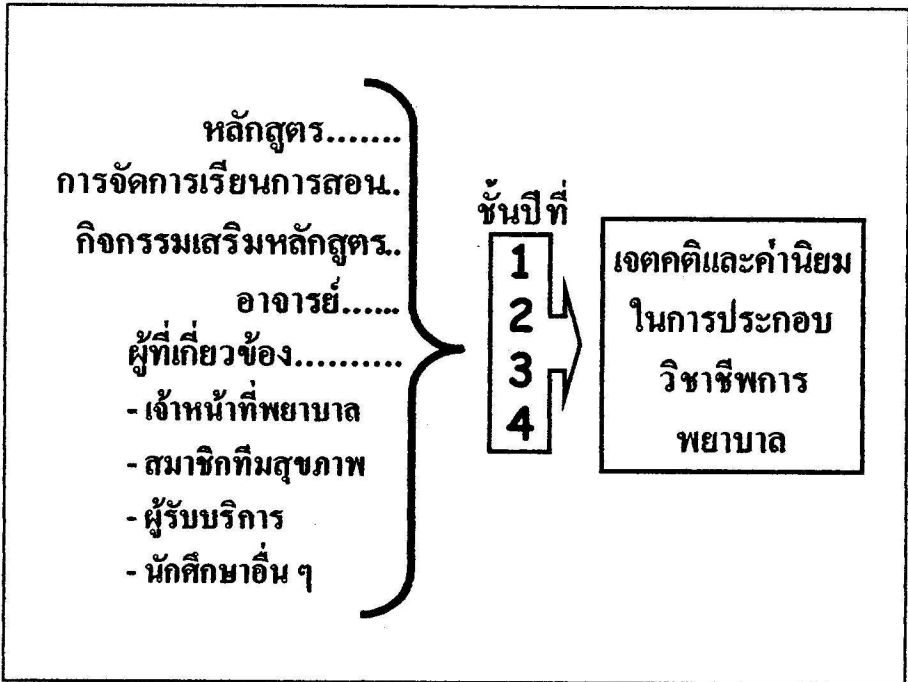 หลักสูตร.......
การจัดการเรียนการสอน..
กิจกรรมเสริมหลักสูตร..
อาจารย์......
ผู้ที่เกี่ยวข้อง..........
- เจ้าหน้าที่พยาบาล
- สมาชิกทีมสุขภาพ
- ผู้รับบริการ
- นักศึกษาอื่น ๆ
ชั้นปีที่
1
2
3
4
เจตคติและค่านิยม
ในการประกอบ
วิชาชีพการ
พยาบาล